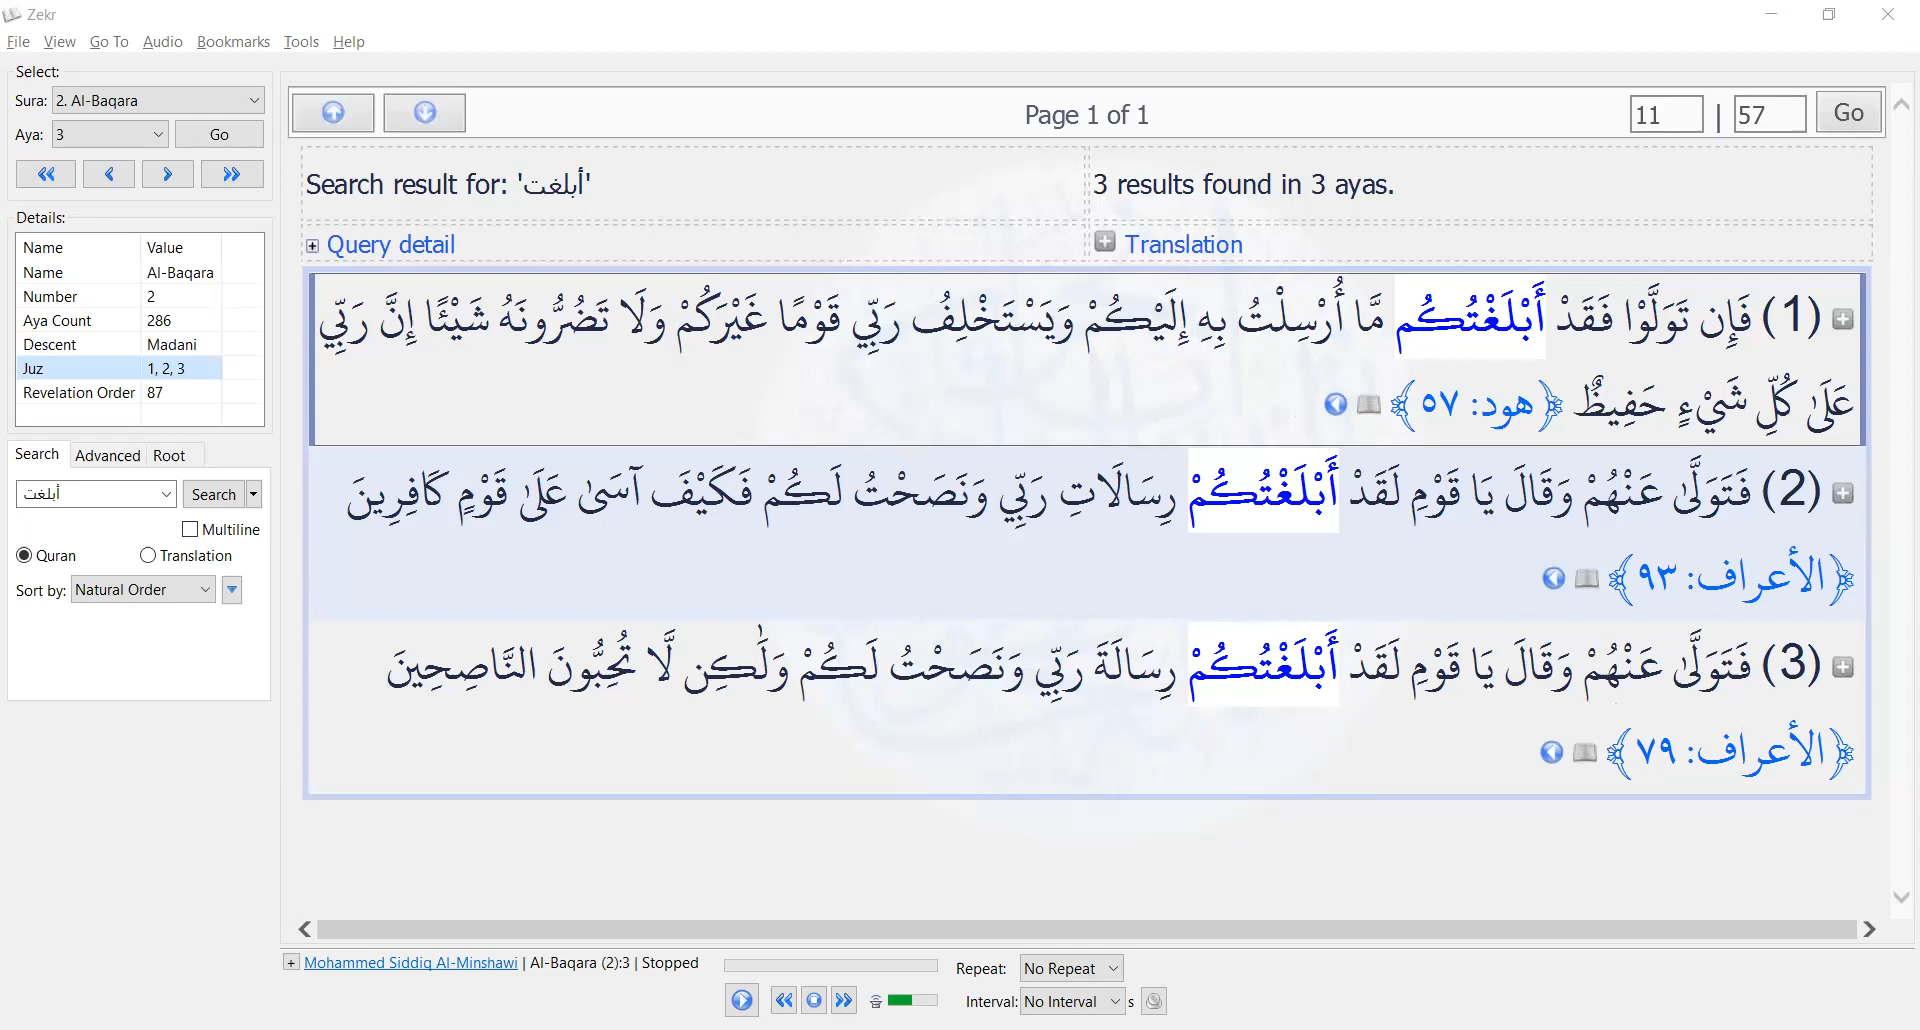 Zekr
File View Go To Audio Bookmarks Tools Help
Select:
Sura: 2. Al-Baqara
Aya: 3 Go
Details:
Name Value
Name Al-Baqara
Number 2
Aya Count 286
Descent Madani
Juz 1, 2, 3
Revelation Order 87
Search Advanced Root
أبلغت Search
Multiline
Quran Translation
Sort by: Natural Order
Page 1 of 1 11 | 57 Go
Search result for: 'أبلغت' 3 results found in 3 ayas.
Query detail Translation
(1) فَإِن تَوَلَّوْا فَقَدْ أَبْلَغْتُكُم مَّا أُرْسِلْتُ بِهِ إِلَيْكُمْ وَيَسْتَخْلِفُ رَبِّي قَوْمًا غَيْرَكُمْ وَلَا تَضُرُّونَهُ شَيْئًا إِنَّ رَبِّي
عَلَىٰ كُلِّ شَيْءٍ حَفِيظٌ ﴿هود: ٥٧﴾
(2) فَتَوَلَّىٰ عَنْهُمْ وَقَالَ يَا قَوْمِ لَقَدْ أَبْلَغْتُكُمْ رِسَالَاتِ رَبِّي وَنَصَحْتُ لَكُمْ فَكَيْفَ آسَىٰ عَلَىٰ قَوْمٍ كَافِرِينَ
﴿الأعراف: ٩٣﴾
(3) فَتَوَلَّىٰ عَنْهُمْ وَقَالَ يَا قَوْمِ لَقَدْ أَبْلَغْتُكُمْ رِسَالَةَ رَبِّي وَنَصَحْتُ لَكُمْ وَلَٰكِن لَّا تُحِبُّونَ النَّاصِحِينَ
﴿الأعراف: ٧٩﴾
Mohammed Siddiq Al-Minshawi | Al-Baqara (2):3 | Stopped
Repeat: No Repeat
Interval: No Interval s